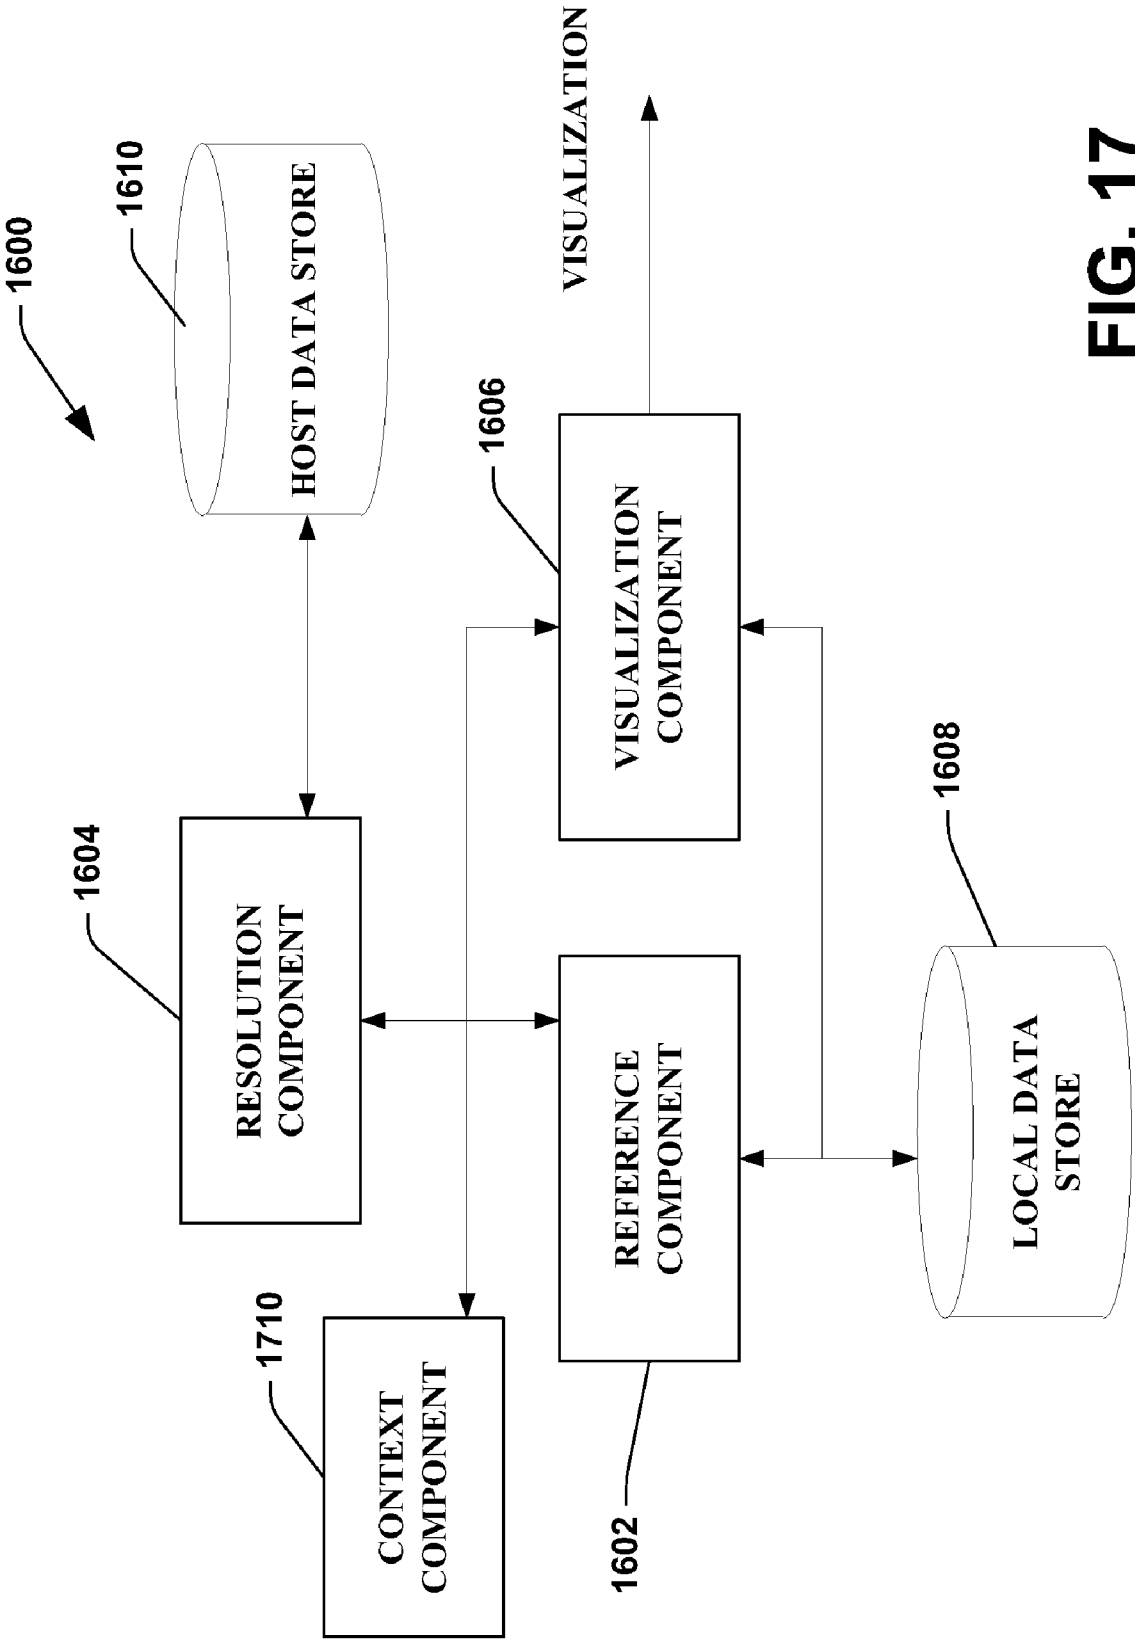 1600
1610
HOST DATA STORE
1604
RESOLUTION
COMPONENT
1710
CONTEXT
COMPONENT
1606
VISUALIZATION
COMPONENT
VISUALIZATION
REFERENCE
COMPONENT
1602
1608
LOCAL DATA
STORE
FIG. 17